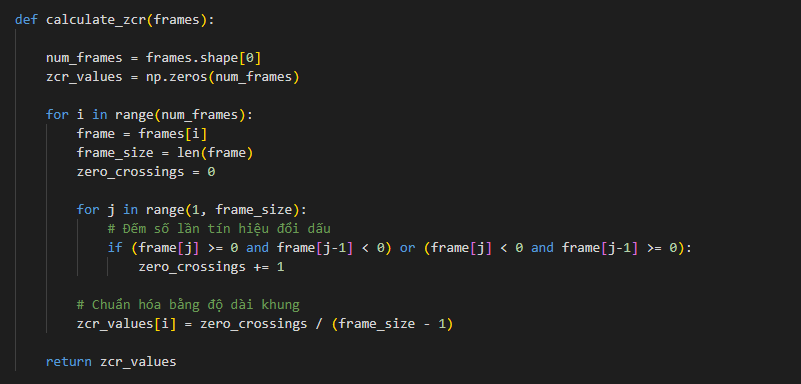 def calculate_zcr(frames):
num_frames = frames.shape[0]
zcr_values = np.zeros(num_frames)
for i in range(num_frames):
frame = frames[i]
frame_size = len(frame)
zero_crossings = 0
for j in range(1, frame_size):
# Đếm số lần tín hiệu đổi dấu
if (frame[j] >= 0 and frame[j-1] < 0) or (frame[j] < 0 and frame[j-1] >= 0):
zero_crossings += 1
# Chuẩn hóa bằng độ dài khung
zcr_values[i] = zero_crossings / (frame_size - 1)
return zcr_values